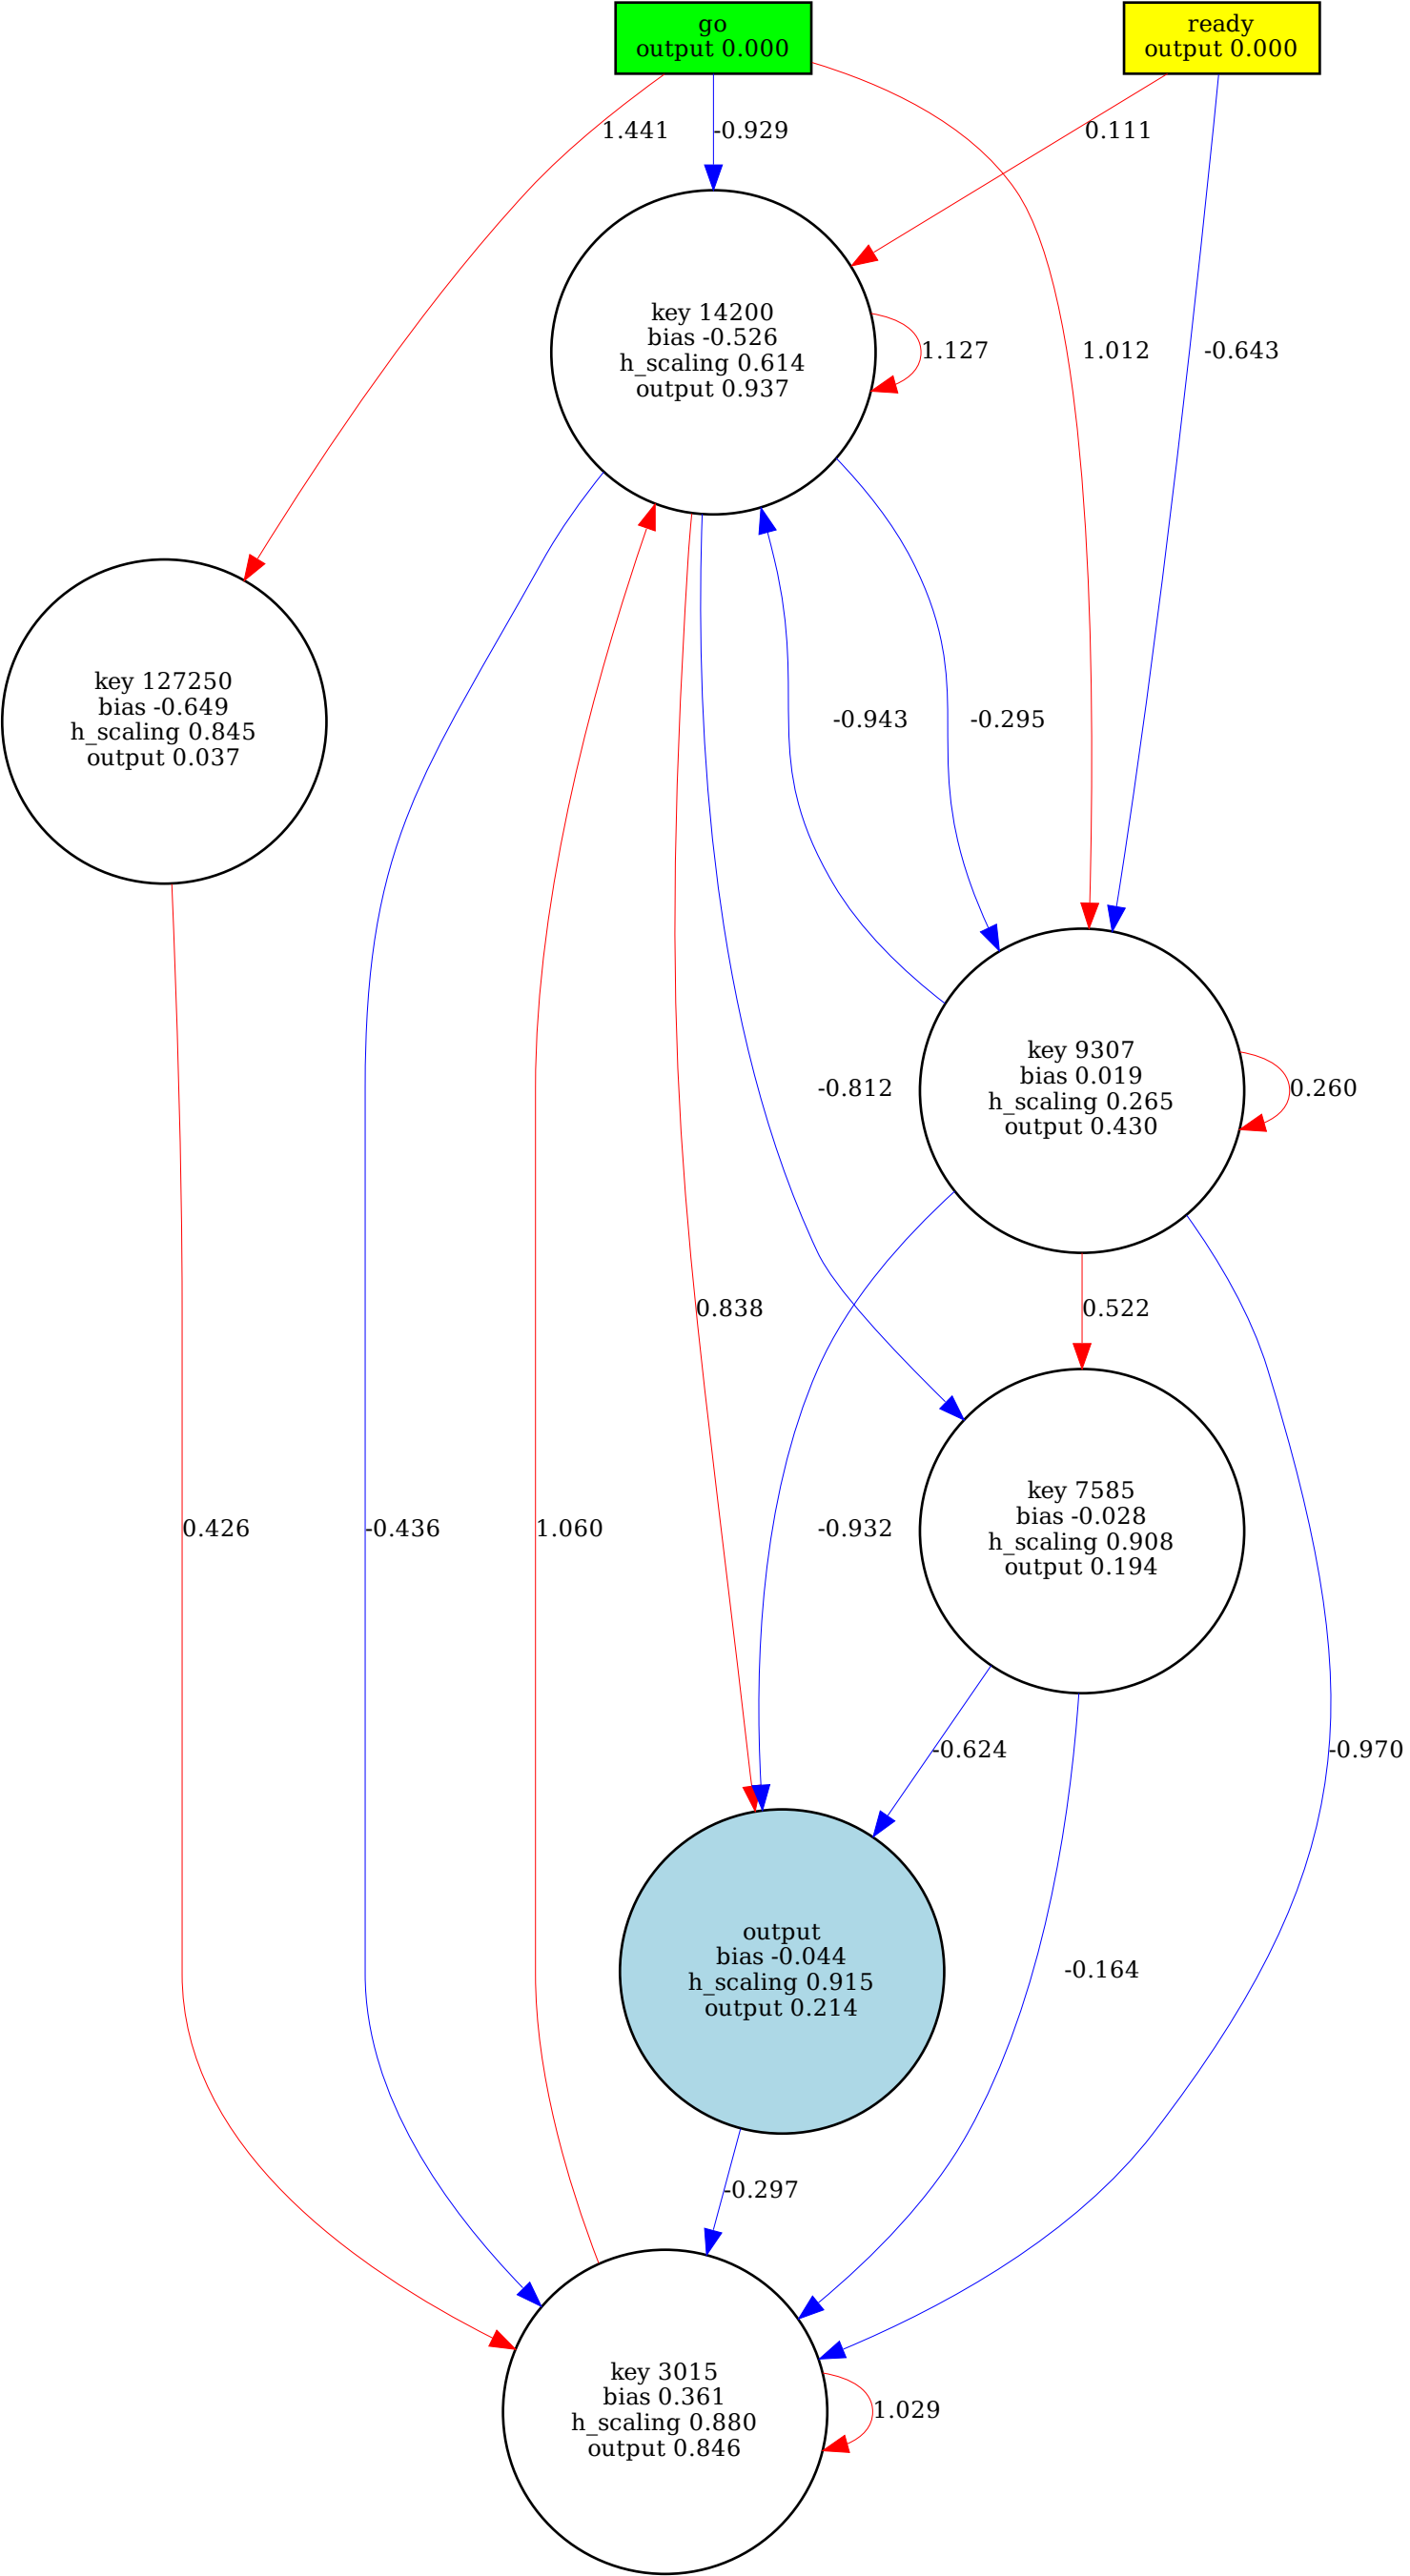 go
output 0.000
ready
output 0.000
1.441
-0.929
0.111
key 14200
bias -0.526
h_scaling 0.614
output 0.937
1.127
1.012
-0.643
key 127250
bias -0.649
h_scaling 0.845
output 0.037
-0.943
-0.295
key 9307
bias 0.019
h_scaling 0.265
output 0.430
-0.812
0.260
0.838
0.522
key 7585
bias -0.028
h_scaling 0.908
output 0.194
0.426
-0.436
1.060
-0.932
-0.624
-0.970
output
bias -0.044
h_scaling 0.915
output 0.214
-0.164
-0.297
key 3015
bias 0.361
h_scaling 0.880
output 0.846
1.029